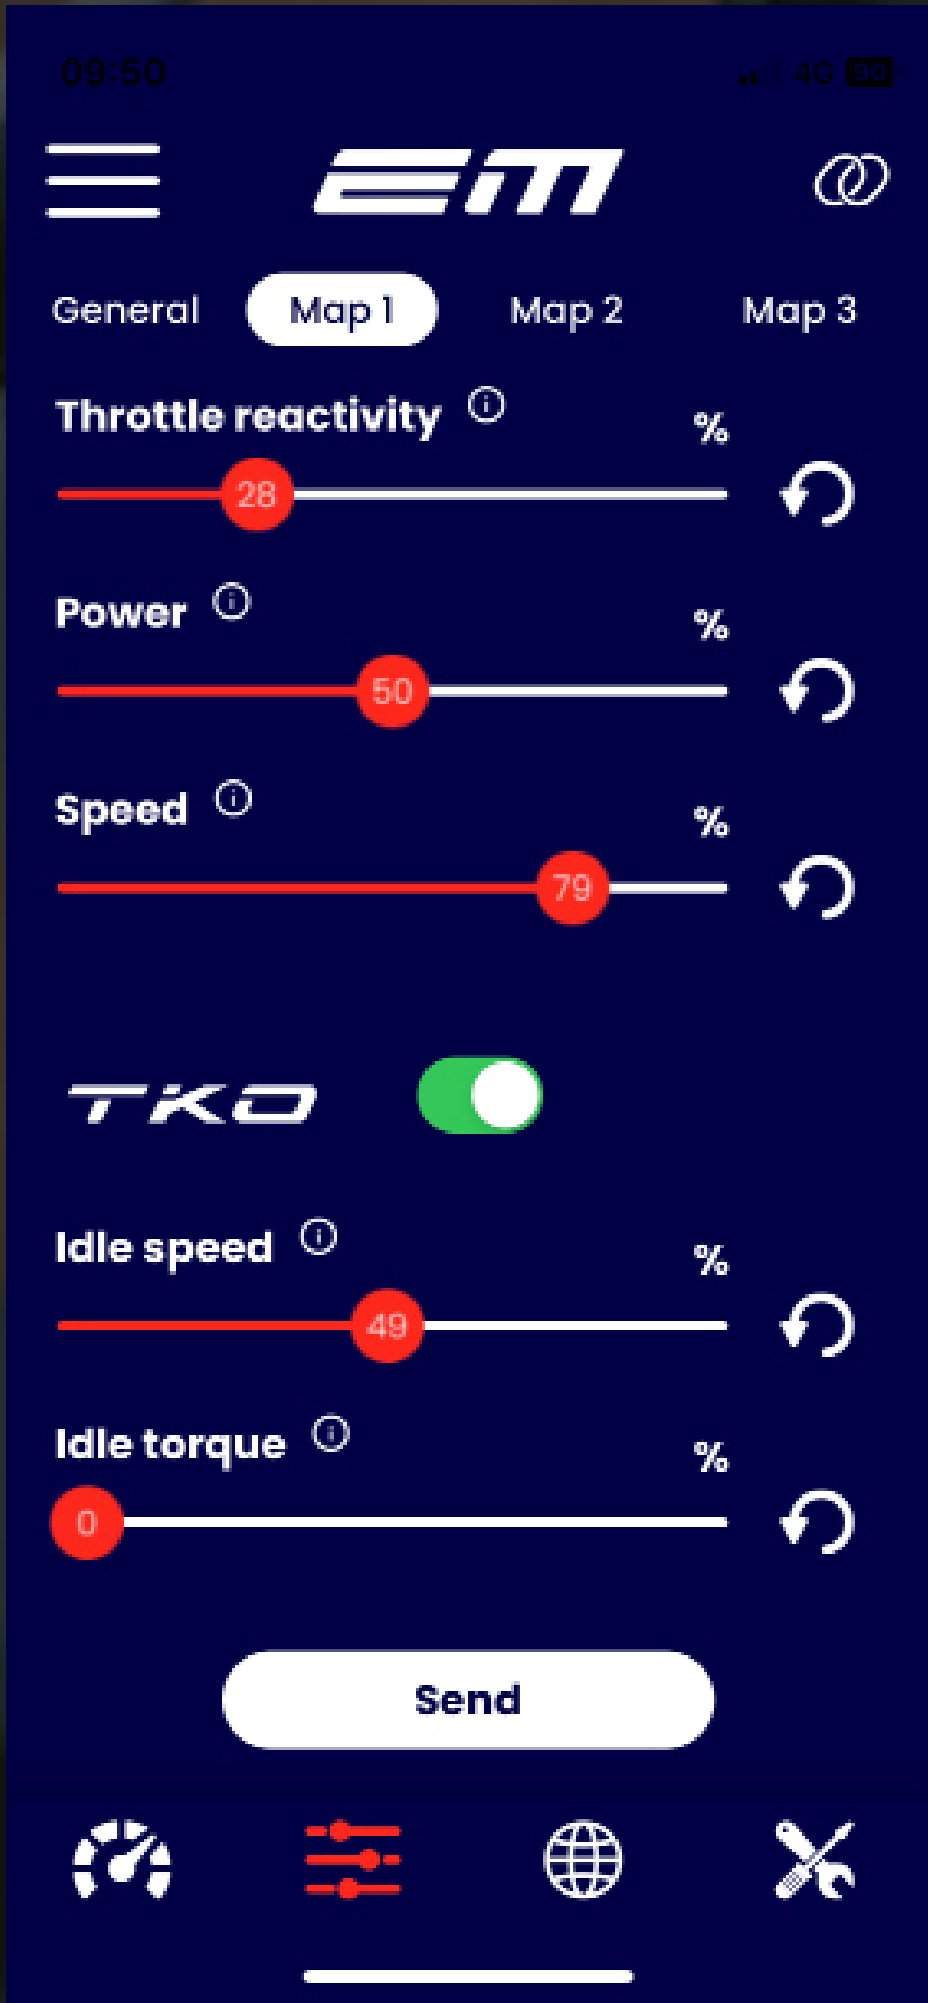 09:50
4G 90
EM
General Map 1 Map 2 Map 3
Throttle reactivity %
28
Power %
50
Speed %
79
TKO
Idle speed %
49
Idle torque %
0
Send